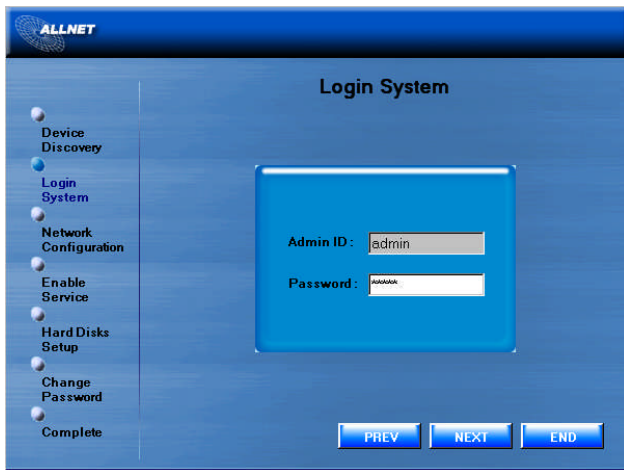 ALLNET
Login System
Device
Discovery
Login
System
Network
Configuration
Enable
Service
Hard Disks
Setup
Change
Password
Complete
Admin ID : admin
Password : *****
PREV NEXT END